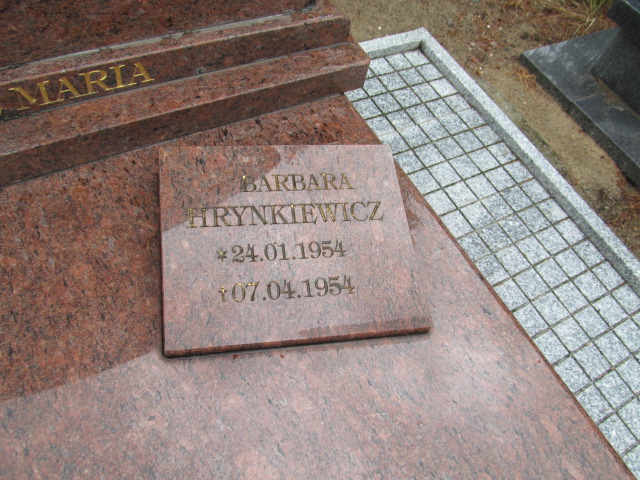 MARIA
BARBARA
HRYNKIEWICZ
*24.01.1954
†07.04.1954